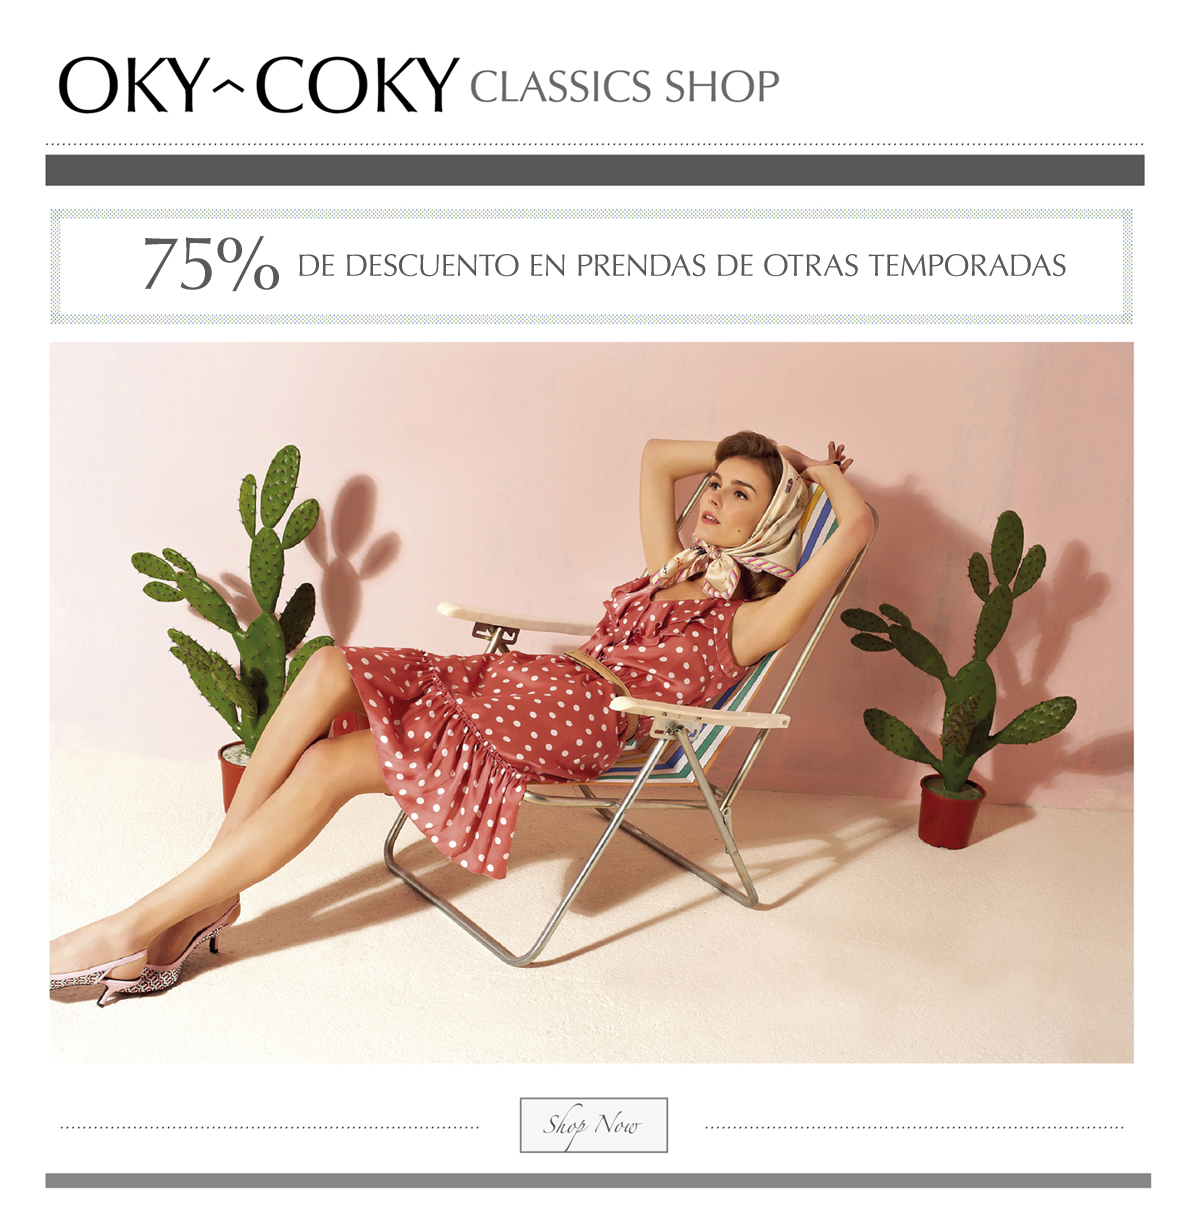 OKY^COKY CLASSICS SHOP
75% DE DESCUENTO EN PRENDAS DE OTRAS TEMPORADAS
Shop Now